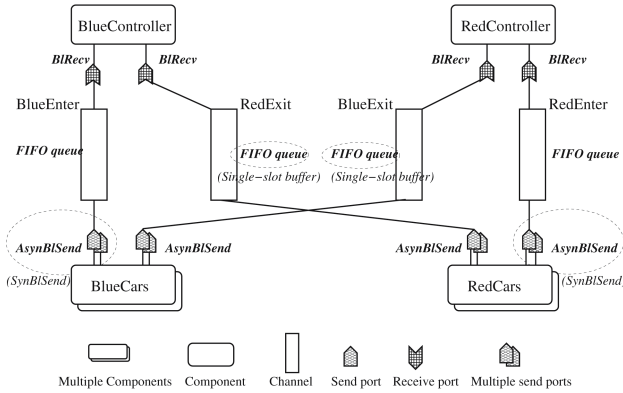 BlueController
RedController
BlRecv
BlRecv
BlRecv
BlRecv
BlueEnter
RedExit
BlueExit
RedEnter
FIFO queue
FIFO queue
FIFO queue
FIFO queue
(Single-slot buffer)
(Single-slot buffer)
AsynBlSend
AsynBlSend
AsynBlSend
AsynBlSend
(SynBlSend)
(SynBlSend)
BlueCars
RedCars
Multiple Components
Component
Channel
Send port
Receive port
Multiple send ports